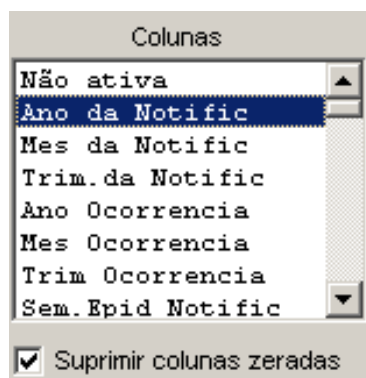 Colunas
Não ativa
Ano da Notific
Mes da Notific
Trim.da Notific
Ano Ocorrencia
Mes Ocorrencia
Trim Ocorrencia
Sem.Epid Notific
Suprimir colunas zeradas